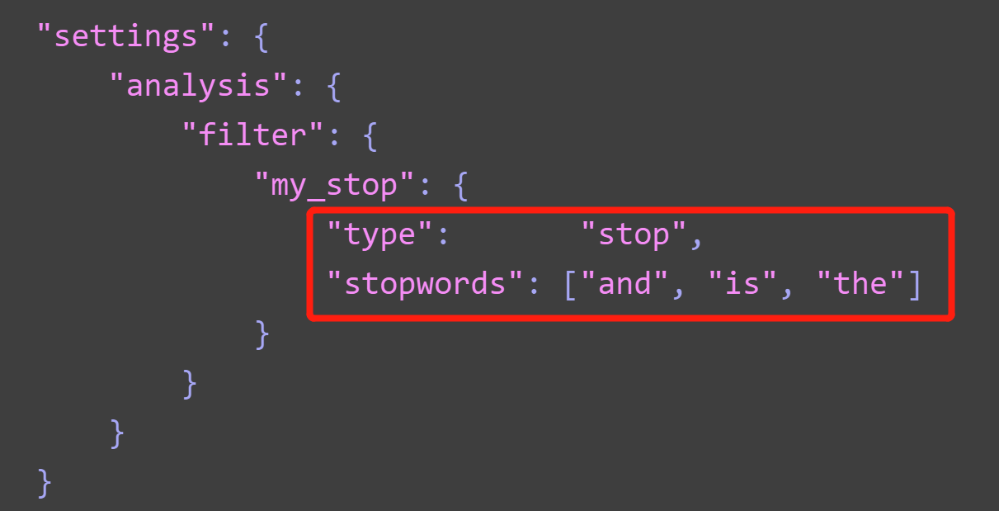 "settings": {
    "analysis": {
        "filter": {
            "my_stop": {
                "type":       "stop",
                "stopwords": ["and", "is", "the"]
            }
        }
    }
}